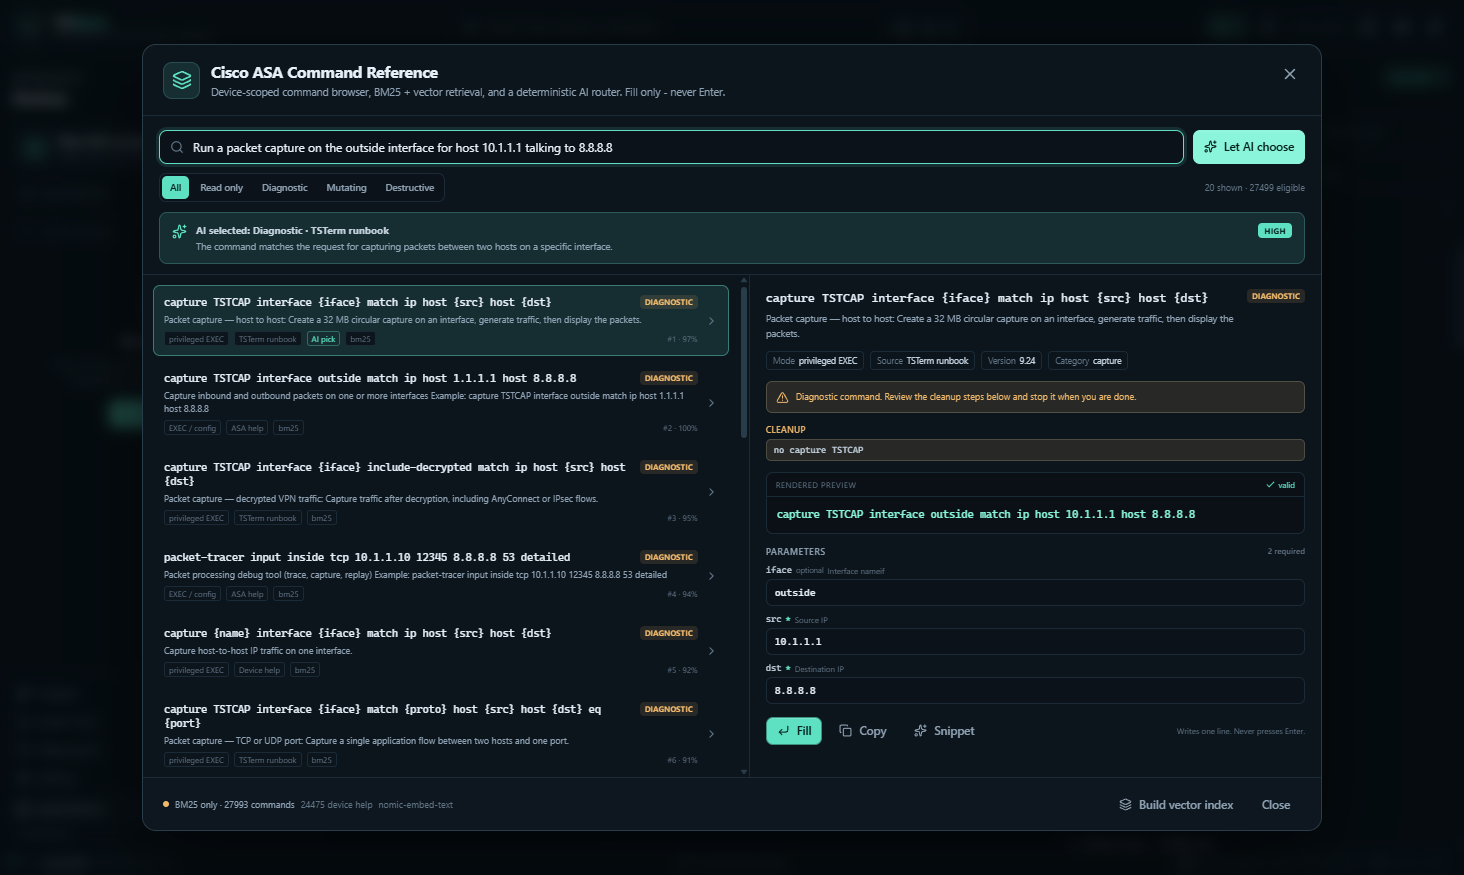 Cisco ASA Command Reference
Device-scoped command browser, BM25 + vector retrieval, and a deterministic AI router. Fill only - never Enter.
Run a packet capture on the outside interface for host 10.1.1.1 talking to 8.8.8.8
Let AI choose
All Read only Diagnostic Mutating Destructive
20 shown · 27499 eligible
AI selected: Diagnostic · TSTerm runbook
HIGH
The command matches the request for capturing packets between two hosts on a specific interface.
capture TSTCAP interface {iface} match ip host {src} host {dst}
DIAGNOSTIC
Packet capture — host to host: Create a 32 MB circular capture on an interface, generate traffic, then display the packets.
privileged EXEC TSTerm runbook AI pick bm25
#1 · 97%
capture TSTCAP interface outside match ip host 1.1.1.1 host 8.8.8.8
DIAGNOSTIC
Capture inbound and outbound packets on one or more interfaces Example: capture TSTCAP interface outside match ip host 1.1.1.1
host 8.8.8.8
EXEC / config ASA help bm25
#2 · 100%
capture TSTCAP interface {iface} include-decrypted match ip host {src} host
{dst}
DIAGNOSTIC
Packet capture — decrypted VPN traffic: Capture traffic after decryption, including AnyConnect or IPsec flows.
privileged EXEC TSTerm runbook bm25
#3 · 95%
packet-tracer input inside tcp 10.1.1.10 12345 8.8.8.8 53 detailed
DIAGNOSTIC
Packet processing debug tool (trace, capture, replay) Example: packet-tracer input inside tcp 10.1.1.10 12345 8.8.8.8 53 detailed
EXEC / config ASA help bm25
#4 · 94%
capture {name} interface {iface} match ip host {src} host {dst}
DIAGNOSTIC
Capture host-to-host IP traffic on one interface.
privileged EXEC Device help bm25
#5 · 92%
capture TSTCAP interface {iface} match {proto} host {src} host {dst} eq
{port}
DIAGNOSTIC
Packet capture — TCP or UDP port: Capture a single application flow between two hosts and one port.
privileged EXEC TSTerm runbook bm25
#6 · 91%
capture TSTCAP interface {iface} match ip host {src} host {dst}
DIAGNOSTIC
Packet capture — host to host: Create a 32 MB circular capture on an interface, generate traffic, then display the
packets.
Mode privileged EXEC Source TSTerm runbook Version 9.24 Category capture
Diagnostic command. Review the cleanup steps below and stop it when you are done.
CLEANUP
no capture TSTCAP
RENDERED PREVIEW
valid
capture TSTCAP interface outside match ip host 10.1.1.1 host 8.8.8.8
PARAMETERS
2 required
iface optional Interface nameif
outside
src * Source IP
10.1.1.1
dst * Destination IP
8.8.8.8
Fill Copy Snippet
Writes one line. Never presses Enter.
BM25 only · 27993 commands 24475 device help nomic-embed-text
Build vector index Close